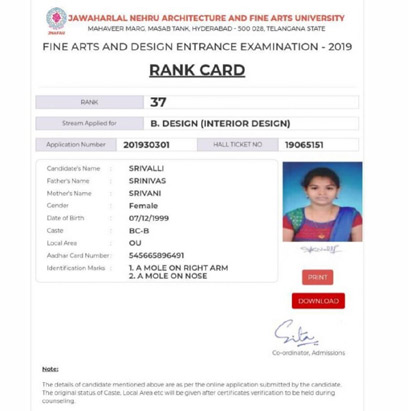 JAWAHARLAL NEHRU ARCHITECTURE AND FINE ARTS UNIVERSITY
MAHAVEER MARG, MASAB TANK, HYDERABAD - 500 028, TELANGANA STATE
FINE ARTS AND DESIGN ENTRANCE EXAMINATION - 2019
RANK CARD
RANK 37
Stream Applied for B. DESIGN (INTERIOR DESIGN)
Application Number 201930301 HALL TICKET NO 19065151
Candidate's Name : SRIVALLI
Father's Name : SRINIVAS
Mother's Name : SRIVANI
Gender : Female
Date of Birth : 07/12/1999
Caste : BC-B
Local Area : OU
Aadhar Card Number : 545665896491
Identification Marks : 1. A MOLE ON RIGHT ARM
2. A MOLE ON NOSE
PRINT
DOWNLOAD
Co-ordinator, Admissions
Note:
The details of candidate mentioned above are as per the online application submitted by the candidate.
The original status of Caste, Local Area etc will be given after certificates verification to be held during
counseling.